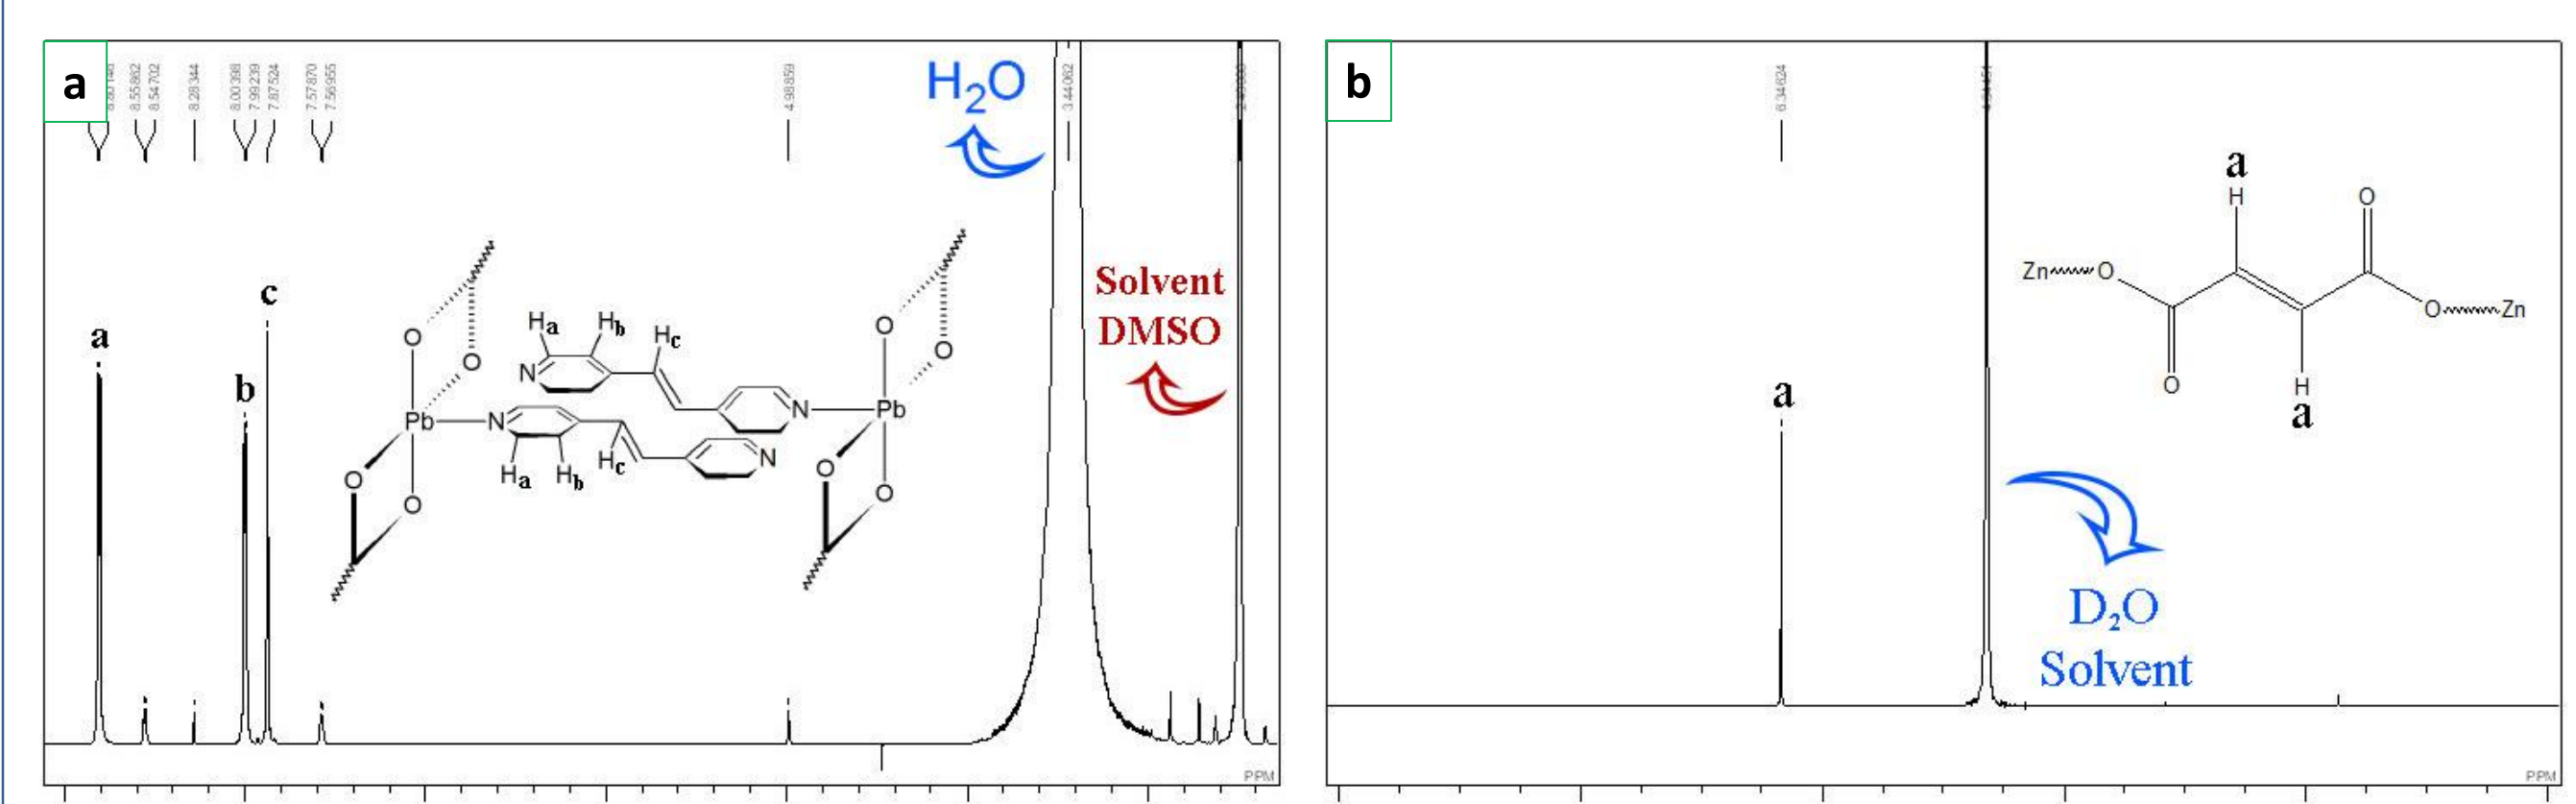 a
8.55862
8.54702
8.28344
8.00398
7.99239
7.87524
7.57870
7.56955
4.98859
3.44062
H2O
a
b
c
Solvent
DMSO
O
O
Pb
N
Ha
Hb
Hc
N
Ha
Hb
Hc
N
N
Pb
O
O
O
O
O
O
PPM
b
6.34624
a
a
H
O
Zn
O
O
Zn
O
H
a
D2O
Solvent
PPM